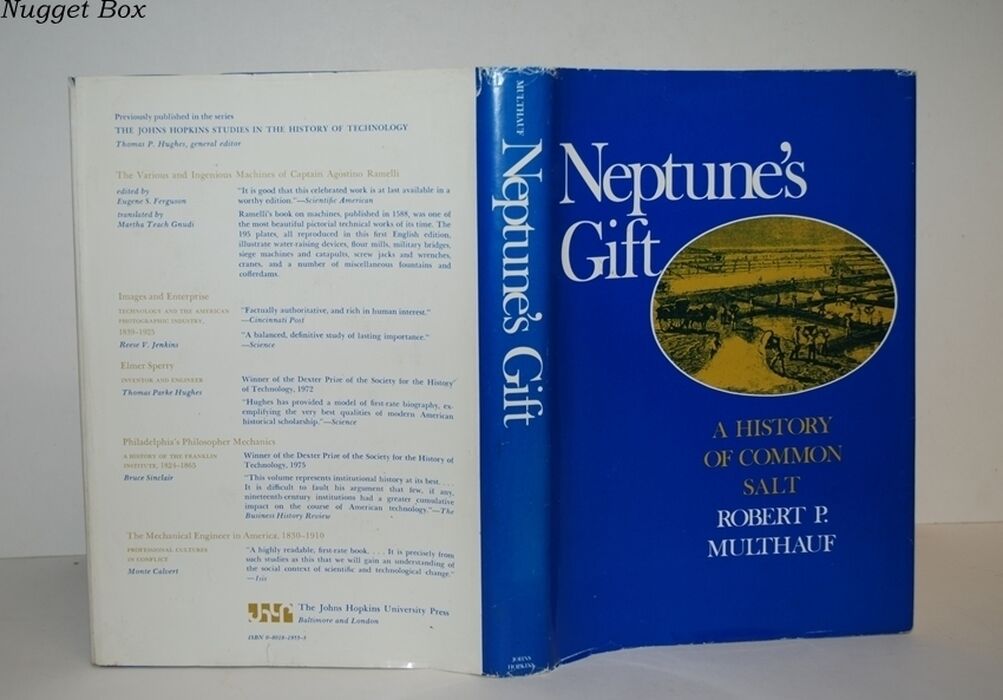 Nugget Box
Previously published in the series
THE JOHNS HOPKINS STUDIES IN THE HISTORY OF TECHNOLOGY
Thomas P. Hughes, general editor
The Various and Ingenious Machines of Captain Agostino Ramelli
edited by
Eugene S. Ferguson
translated by
Martha Teach Gnudi
"It is good that this celebrated work is at last available in a
worthy edition."—Scientific American
Ramelli's book on machines, published in 1588, was one of
the most beautiful pictorial technical works of its time. The
195 plates, all reproduced in this first English edition,
illustrate water-raising devices, flour mills, military bridges,
siege machines and catapults, screw jacks and wrenches,
cranes, and a number of miscellaneous fountains and
cofferdams.
Images and Enterprise
TECHNOLOGY AND THE AMERICAN
PHOTOGRAPHIC INDUSTRY,
1839-1925
Reese V. Jenkins
"Factually authoritative, and rich in human interest."
—Cincinnati Post
"A balanced, definitive study of lasting importance."
—Science
Elmer Sperry
INVENTOR AND ENGINEER
Thomas Parke Hughes
Winner of the Dexter Prize of the Society for the History
of Technology, 1972
"Hughes has provided a model of first-rate biography, ex-
emplifying the very best qualities of modern American
historical scholarship."—Science
Philadelphia's Philosopher Mechanics
A HISTORY OF THE FRANKLIN
INSTITUTE, 1824-1865
Bruce Sinclair
Winner of the Dexter Prize of the Society for the History of
Technology, 1975
"This volume represents institutional history at its best. . . .
It is difficult to fault his argument that few, if any,
nineteenth-century institutions had a greater cumulative
impact on the course of American technology."—The
Business History Review
The Mechanical Engineer in America, 1830-1910
PROFESSIONAL CULTURES
IN CONFLICT
Monte Calvert
"A highly readable, first-rate book. . . . It is precisely from
such studies as this that we will gain an understanding of
the social context of scientific and technological change."
—Isis
The Johns Hopkins University Press
Baltimore and London
ISBN 0-8018-1955-5
MULTHAUF
Neptune's Gift
JOHNS
HOPKINS
Neptune's
Gift
A HISTORY
OF COMMON
SALT
ROBERT P.
MULTHAUF